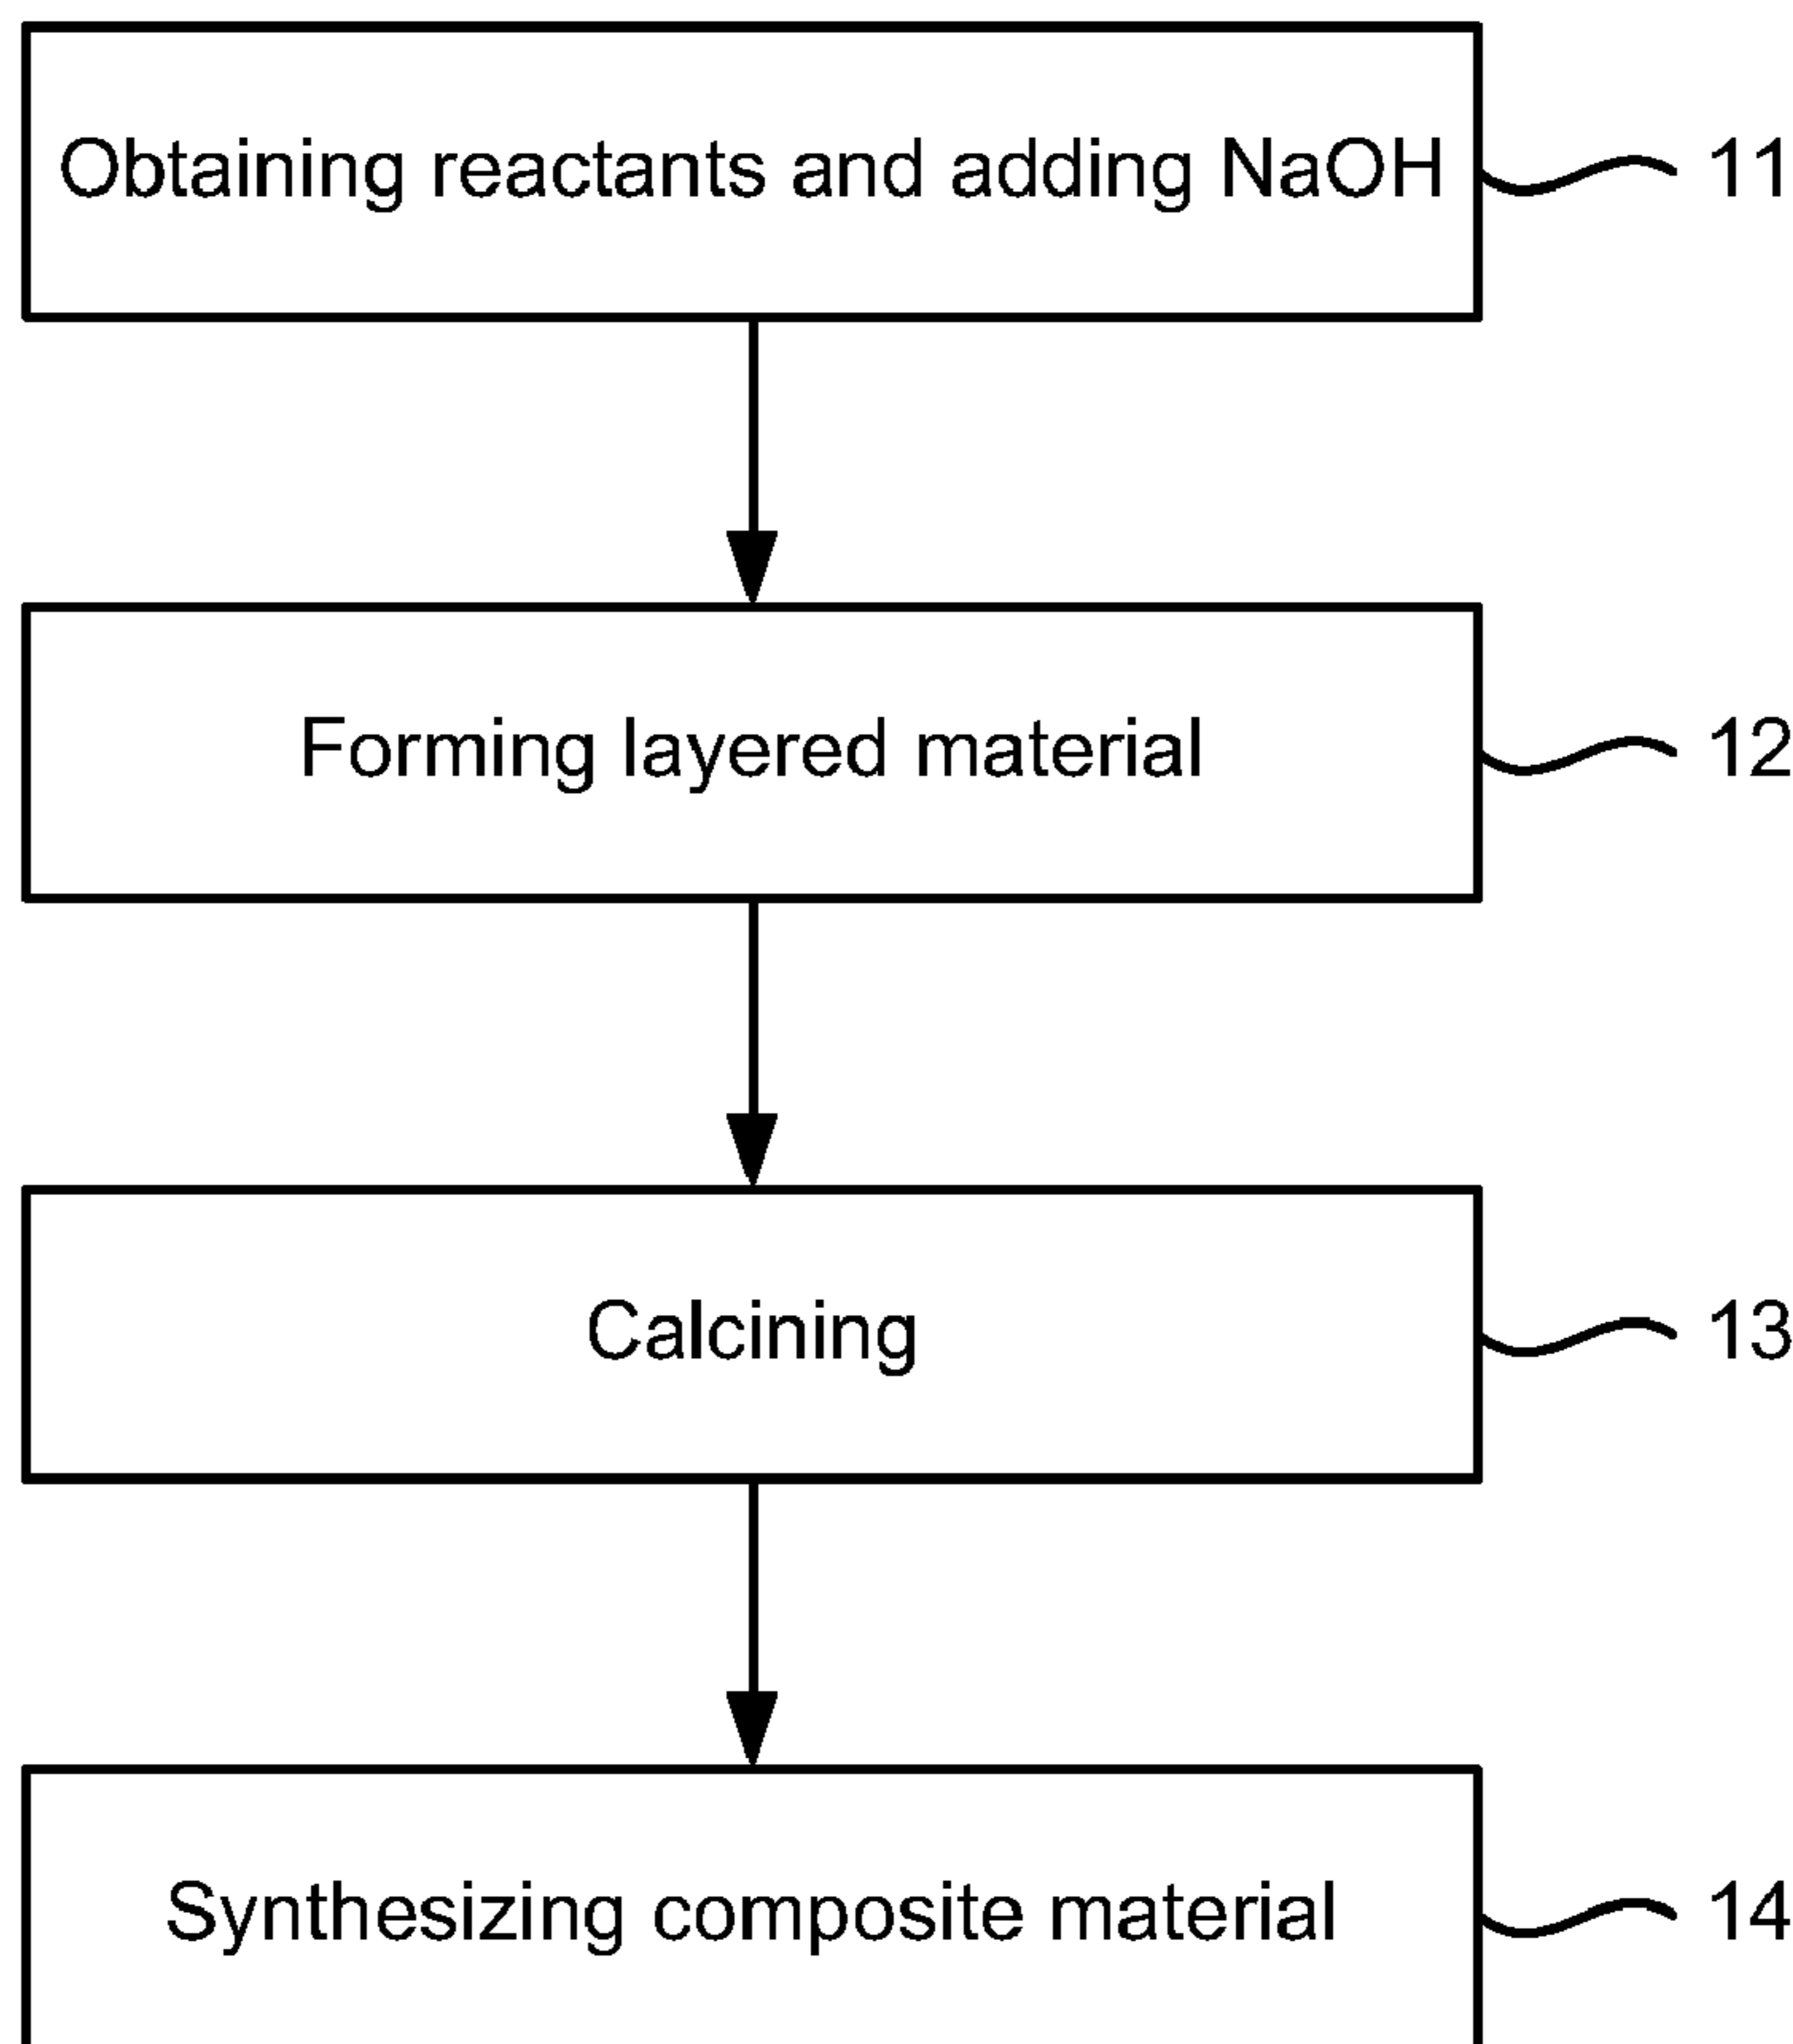 Obtaining reactants and adding NaOH 11
Forming layered material 12
Calcining 13
Synthesizing composite material 14